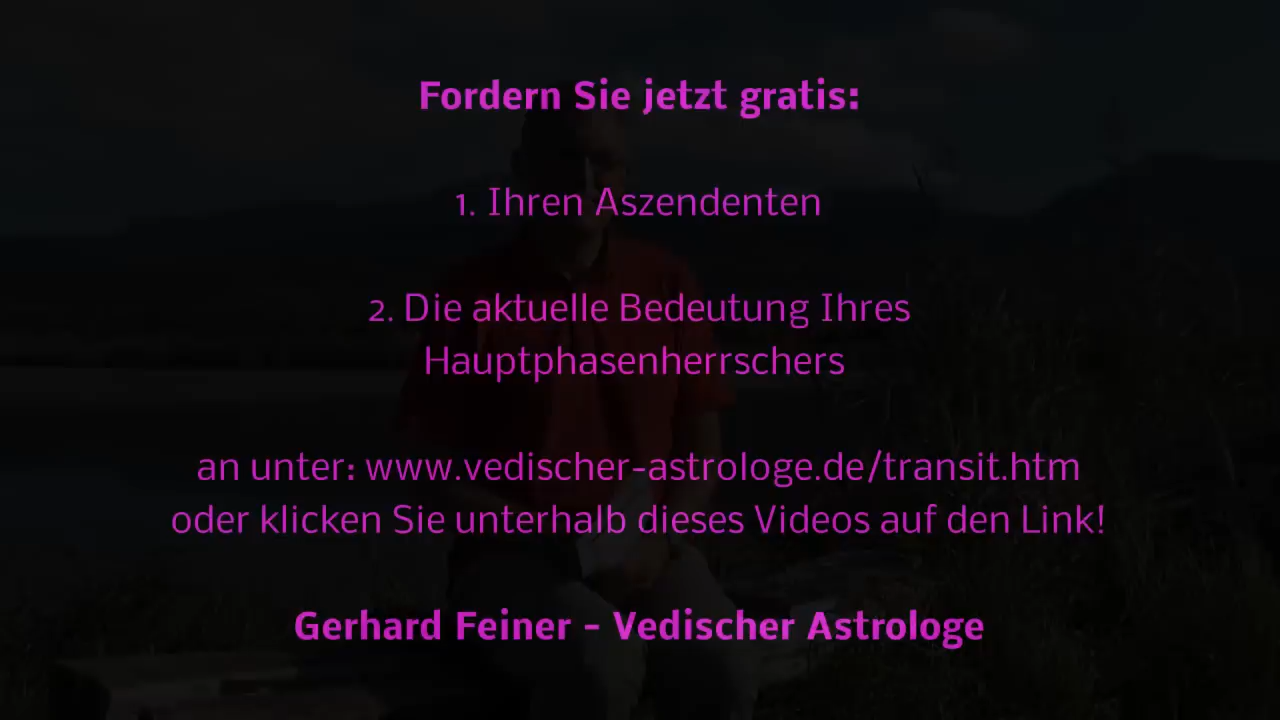 Fordern Sie jetzt gratis:
1. Ihren Aszendenten
2. Die aktuelle Bedeutung Ihres
Hauptphasenherrschers
an unter: www.vedischer-astrologe.de/transit.htm
oder klicken Sie unterhalb dieses Videos auf den Link!
Gerhard Feiner - Vedischer Astrologe